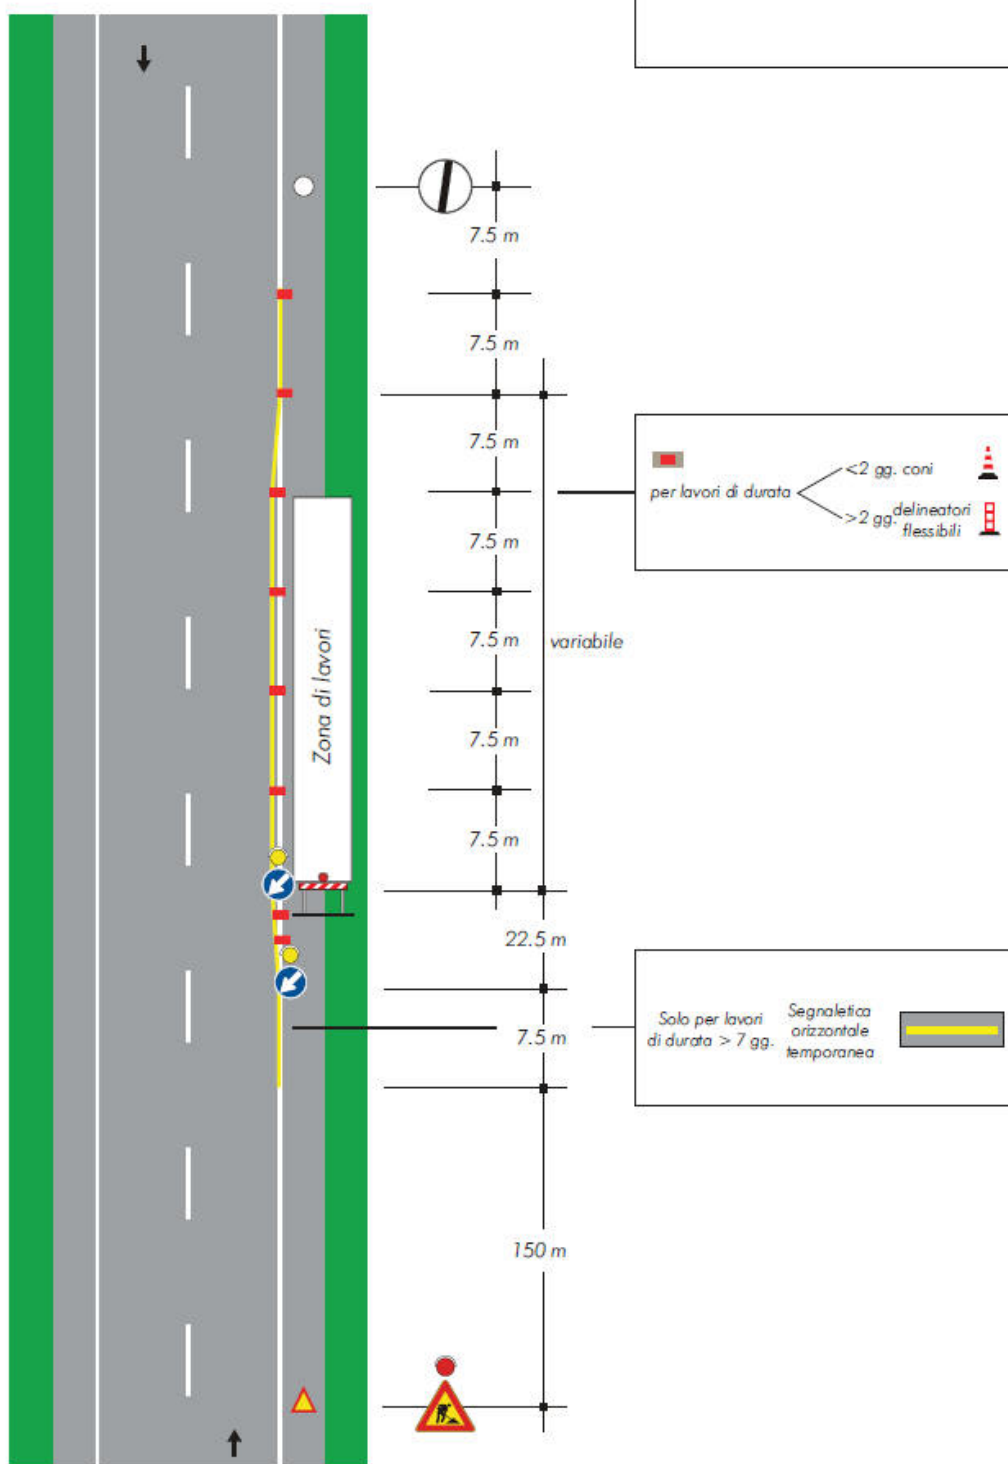 7.5 m
7.5 m
7.5 m
7.5 m
7.5 m
7.5 m
7.5 m
variabile
Zona di lavori
22.5 m
7.5 m
150 m
per lavori di durata
<2 gg. coni
>2 gg. delineatori
flessibili
Solo per lavori
di durata > 7 gg.
Segnaletica
orizzontale
temporanea